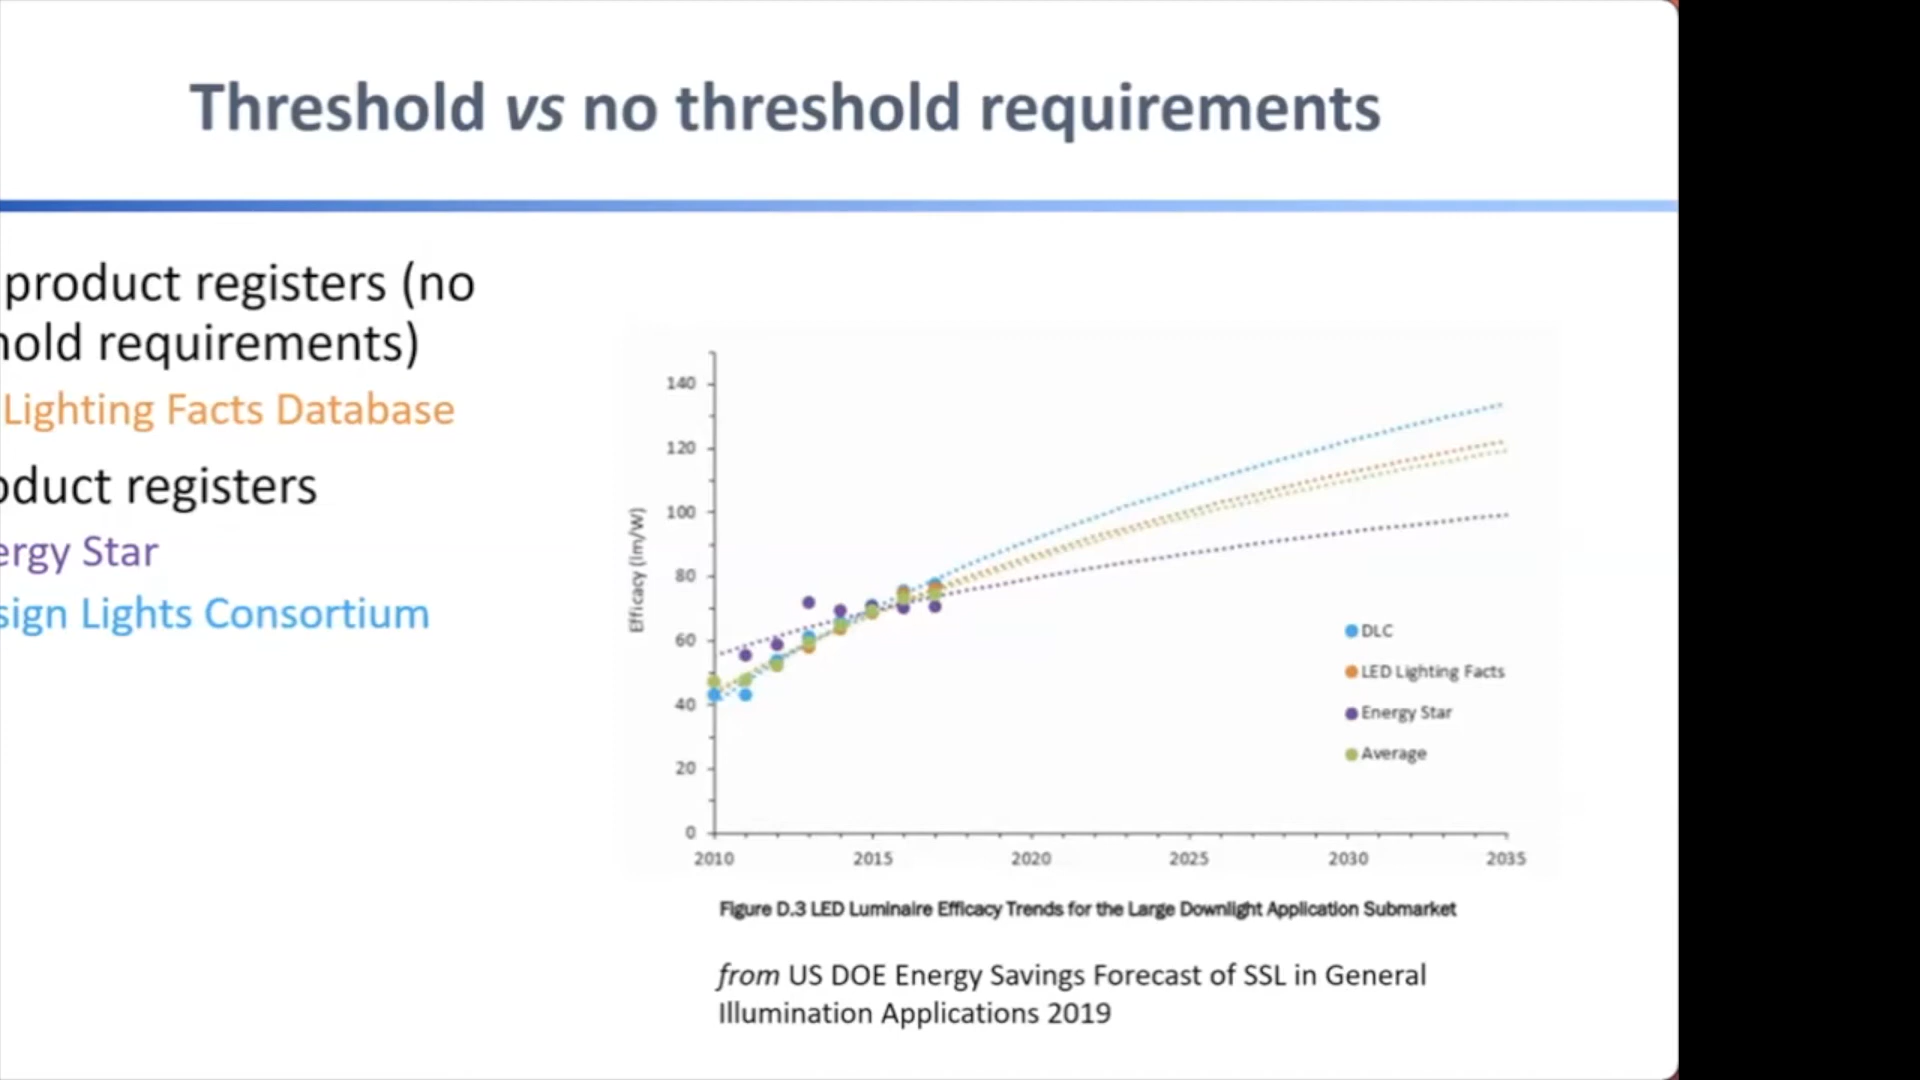 Threshold vs no threshold requirements
product registers (no
hold requirements)
Lighting Facts Database
oduct registers
ergy Star
sign Lights Consortium
140
120
100
80
60
40
20
0
Efficacy (lm/W)
2010 2015 2020 2025 2030 2035
DLC
LED Lighting Facts
Energy Star
Average
Figure D.3 LED Luminaire Efficacy Trends for the Large Downlight Application Submarket
from US DOE Energy Savings Forecast of SSL in General
Illumination Applications 2019